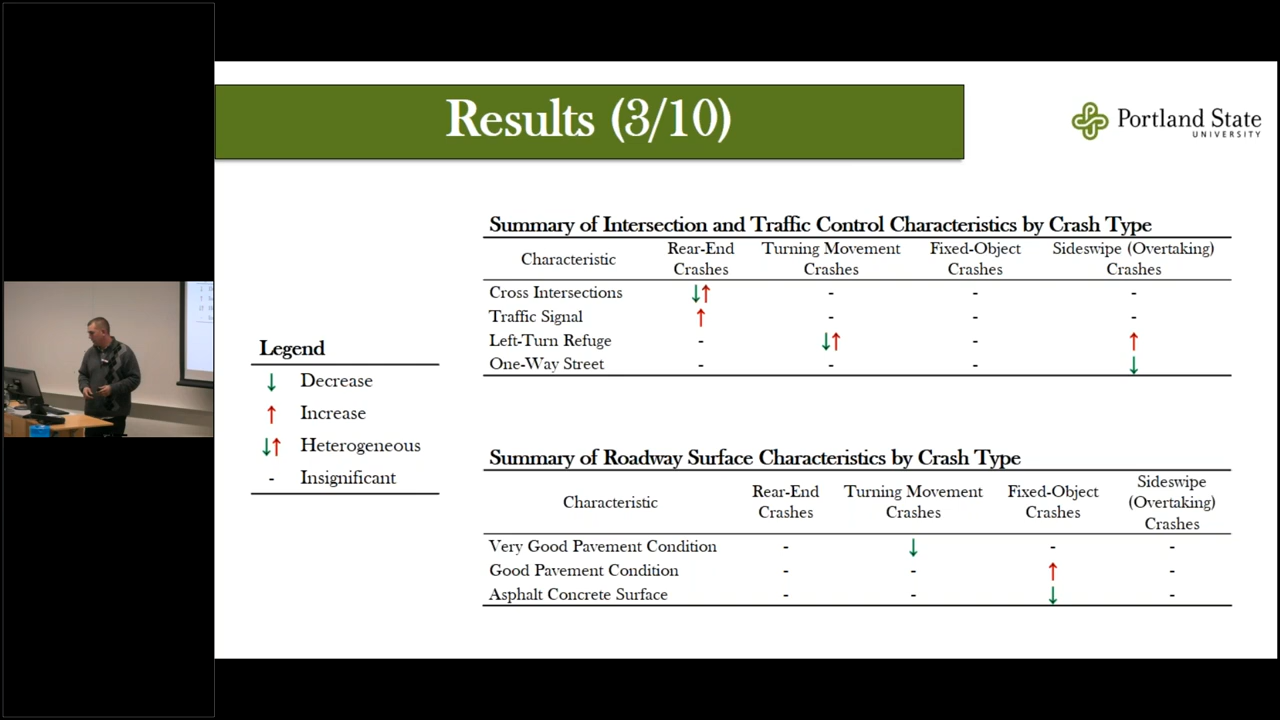 Results (3/10)
Portland State
UNIVERSITY
Summary of Intersection and Traffic Control Characteristics by Crash Type
Characteristic Rear-End Crashes Turning Movement Crashes Fixed-Object Crashes Sideswipe (Overtaking) Crashes
Cross Intersections ↓↑ - - -
Traffic Signal ↑ - - -
Left-Turn Refuge - ↓↑ - ↑
One-Way Street - - - ↓
Legend
↓ Decrease
↑ Increase
↓↑ Heterogeneous
- Insignificant
Summary of Roadway Surface Characteristics by Crash Type
Characteristic Rear-End Crashes Turning Movement Crashes Fixed-Object Crashes Sideswipe (Overtaking) Crashes
Very Good Pavement Condition - ↓ - -
Good Pavement Condition - - ↑ -
Asphalt Concrete Surface - - ↓ -